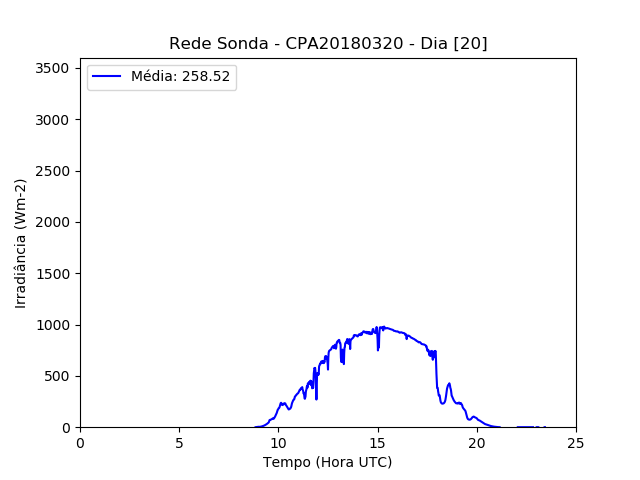 Rede Sonda - CPA20180320 - Dia [20]
Média: 258.52
3500
3000
2500
2000
1500
1000
500
0
Irradiância (Wm-2)
0 5 10 15 20 25
Tempo (Hora UTC)